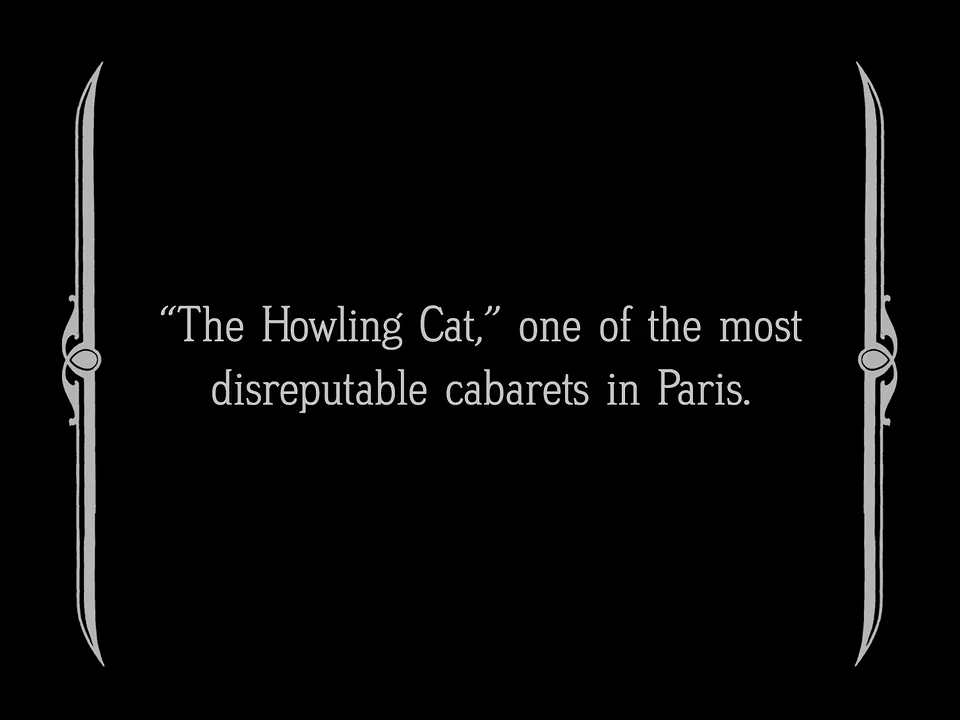 “The Howling Cat,” one of the most
disreputable cabarets in Paris.